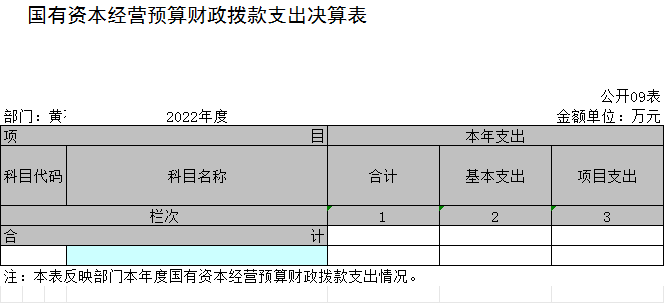 国有资本经营预算财政拨款支出决算表
公开09表
部门：黄 2022年度 金额单位：万元
项 目 本年支出
科目代码 科目名称 合计 基本支出 项目支出
栏次 1 2 3
合 计
注：本表反映部门本年度国有资本经营预算财政拨款支出情况。